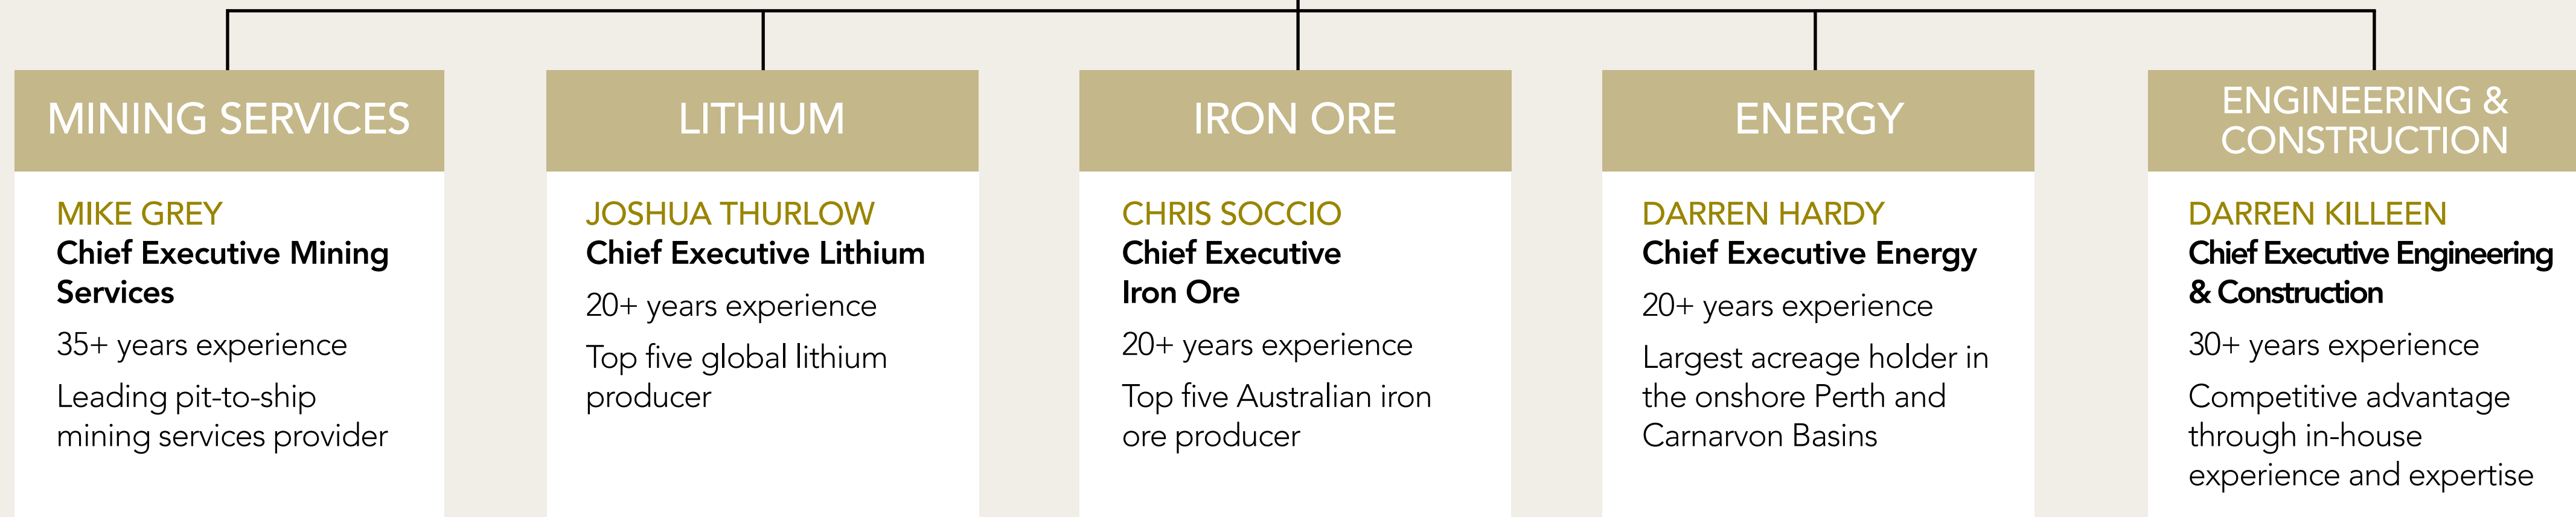 MINING SERVICES
MIKE GREY
Chief Executive Mining
Services
35+ years experience
Leading pit-to-ship
mining services provider
LITHIUM
JOSHUA THURLOW
Chief Executive Lithium
20+ years experience
Top five global lithium
producer
IRON ORE
CHRIS SOCCIO
Chief Executive
Iron Ore
20+ years experience
Top five Australian iron
ore producer
ENERGY
DARREN HARDY
Chief Executive Energy
20+ years experience
Largest acreage holder in
the onshore Perth and
Carnarvon Basins
ENGINEERING &
CONSTRUCTION
DARREN KILLEEN
Chief Executive Engineering
& Construction
30+ years experience
Competitive advantage
through in-house
experience and expertise